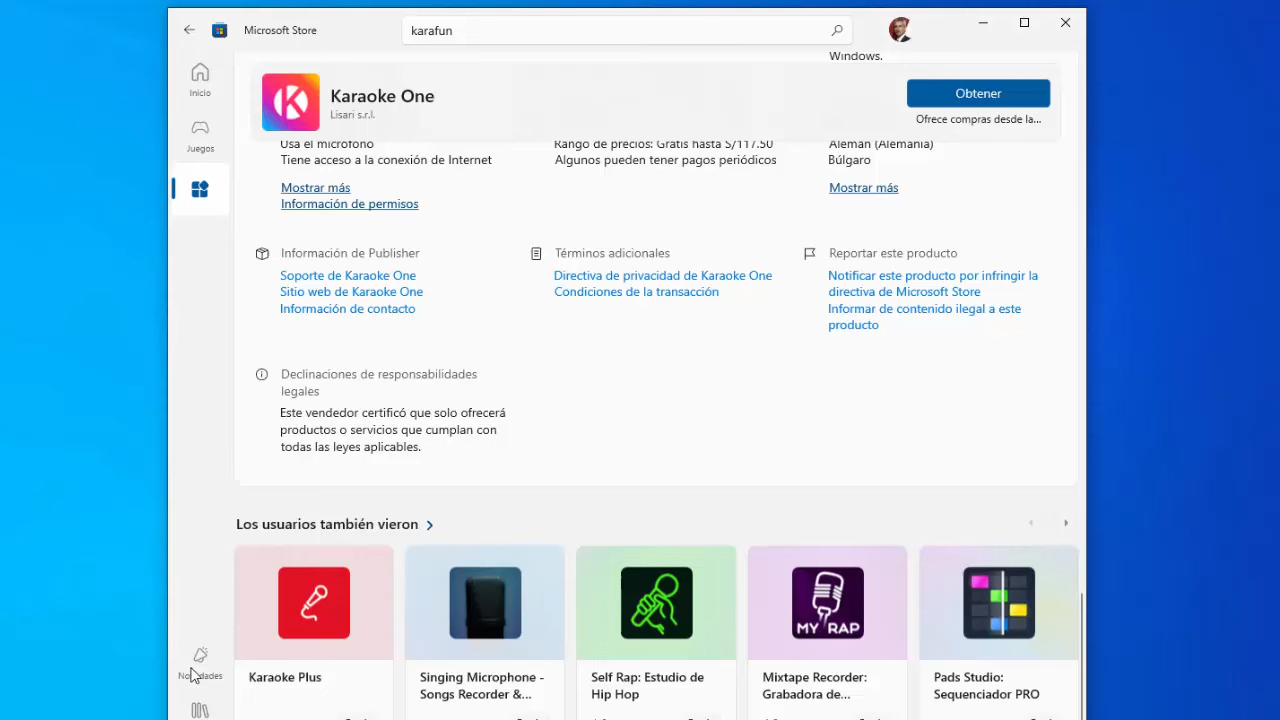 Microsoft Store
karafun
Windows.
Inicio
Juegos
Karaoke One
Lisari s.r.l.
Obtener
Ofrece compras desde la...
Usa el micrófono
Tiene acceso a la conexión de Internet
Mostrar más
Información de permisos
Rango de precios: Gratis hasta S/117.50
Algunos pueden tener pagos periódicos
Alemán (Alemania)
Búlgaro
Mostrar más
Información de Publisher
Soporte de Karaoke One
Sitio web de Karaoke One
Información de contacto
Términos adicionales
Directiva de privacidad de Karaoke One
Condiciones de la transacción
Reportar este producto
Notificar este producto por infringir la
directiva de Microsoft Store
Informar de contenido ilegal a este
producto
Declinaciones de responsabilidades
legales
Este vendedor certificó que solo ofrecerá
productos o servicios que cumplan con
todas las leyes aplicables.
Los usuarios también vieron
MY RAP
Karaoke Plus
Singing Microphone -
Songs Recorder &...
Self Rap: Estudio de
Hip Hop
Mixtape Recorder:
Grabadora de...
Pads Studio:
Sequenciador PRO
Novedades